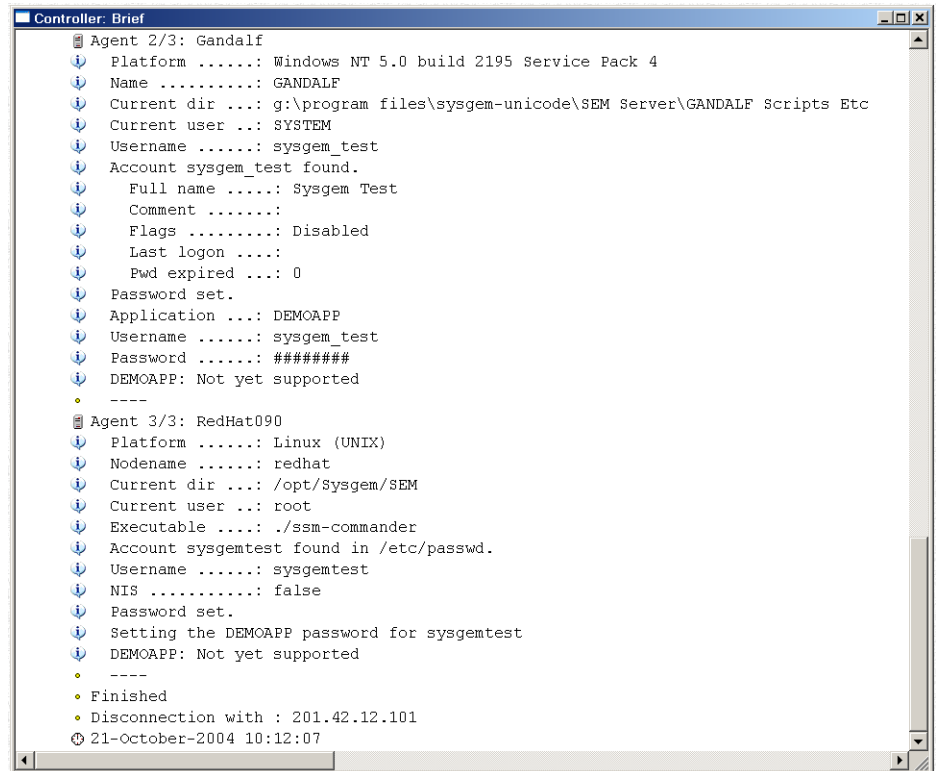 Controller: Brief
Agent 2/3: Gandalf
Platform ......: Windows NT 5.0 build 2195 Service Pack 4
Name ..........: GANDALF
Current dir ...: g:\program files\sysgem-unicode\SEM Server\GANDALF Scripts Etc
Current user ..: SYSTEM
Username ......: sysgem_test
Account sysgem_test found.
Full name .....: Sysgem Test
Comment .......:
Flags .........: Disabled
Last logon ....:
Pwd expired ...: 0
Password set.
Application ...: DEMOAPP
Username ......: sysgem_test
Password ......: ########
DEMOAPP: Not yet supported
----
Agent 3/3: RedHat090
Platform ......: Linux (UNIX)
Nodename ......: redhat
Current dir ...: /opt/Sysgem/SEM
Current user ..: root
Executable ....: ./ssm-commander
Account sysgemtest found in /etc/passwd.
Username ......: sysgemtest
NIS ...........: false
Password set.
Setting the DEMOAPP password for sysgemtest
DEMOAPP: Not yet supported
----
Finished
Disconnection with : 201.42.12.101
21-October-2004 10:12:07